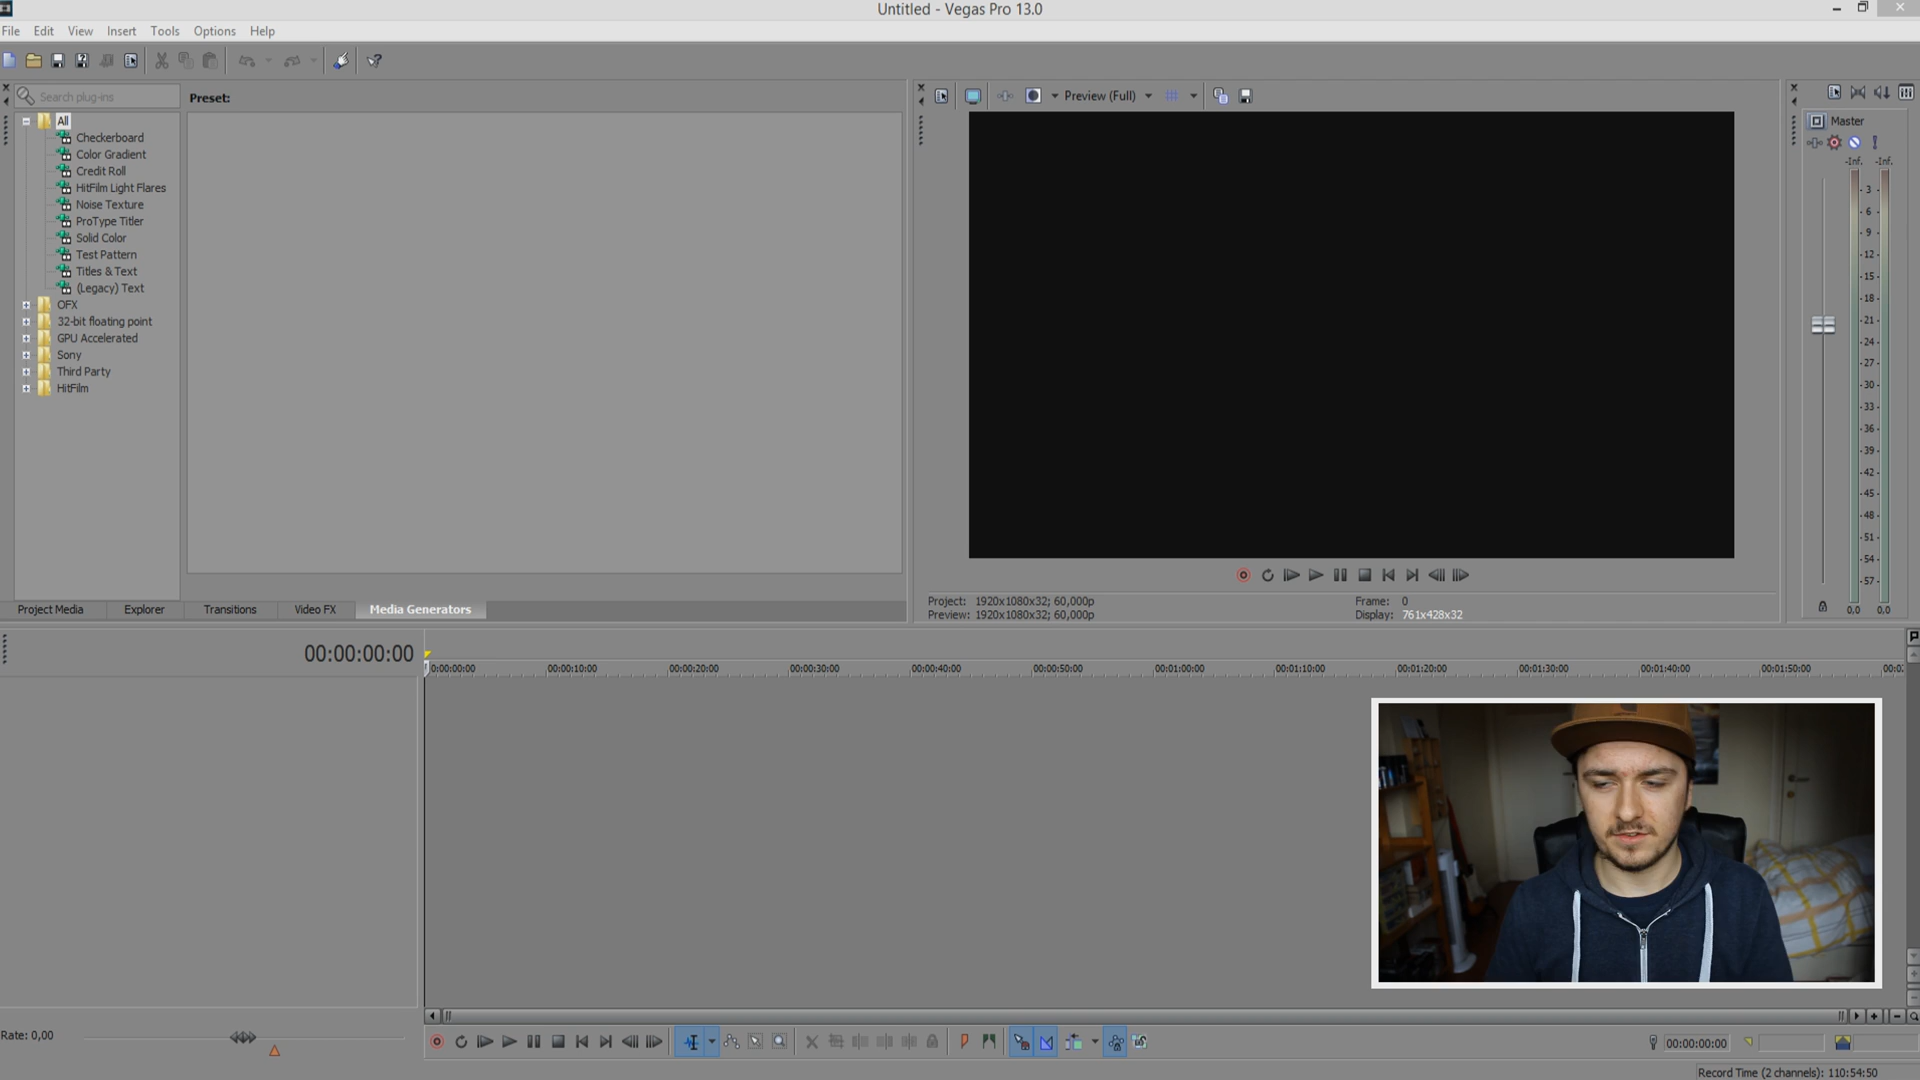 Untitled - Vegas Pro 13.0
File Edit View Insert Tools Options Help
Search plug-ins
Preset:
All
Checkerboard
Color Gradient
Credit Roll
HitFilm Light Flares
Noise Texture
ProType Titler
Solid Color
Test Pattern
Titles & Text
(Legacy) Text
OFX
32-bit floating point
GPU Accelerated
Sony
Third Party
HitFilm
Project Media Explorer Transitions Video FX Media Generators
Preview (Full)
Project: 1920x1080x32; 60,000p
Preview: 1920x1080x32; 60,000p
Frame: 0
Display: 761x428x32
Master
-Inf. -Inf.
3
6
9
12
15
18
21
24
27
30
33
36
39
42
45
48
51
54
57
0,0 0,0
00:00:00:00
0:00:00:00 00:00:10:00 00:00:20:00 00:00:30:00 00:00:40:00 00:00:50:00 00:01:00:00 00:01:10:00 00:01:20:00 00:01:30:00 00:01:40:00 00:01:50:00 00:0
Rate: 0,00
00:00:00:00
Record Time (2 channels): 110:54:50